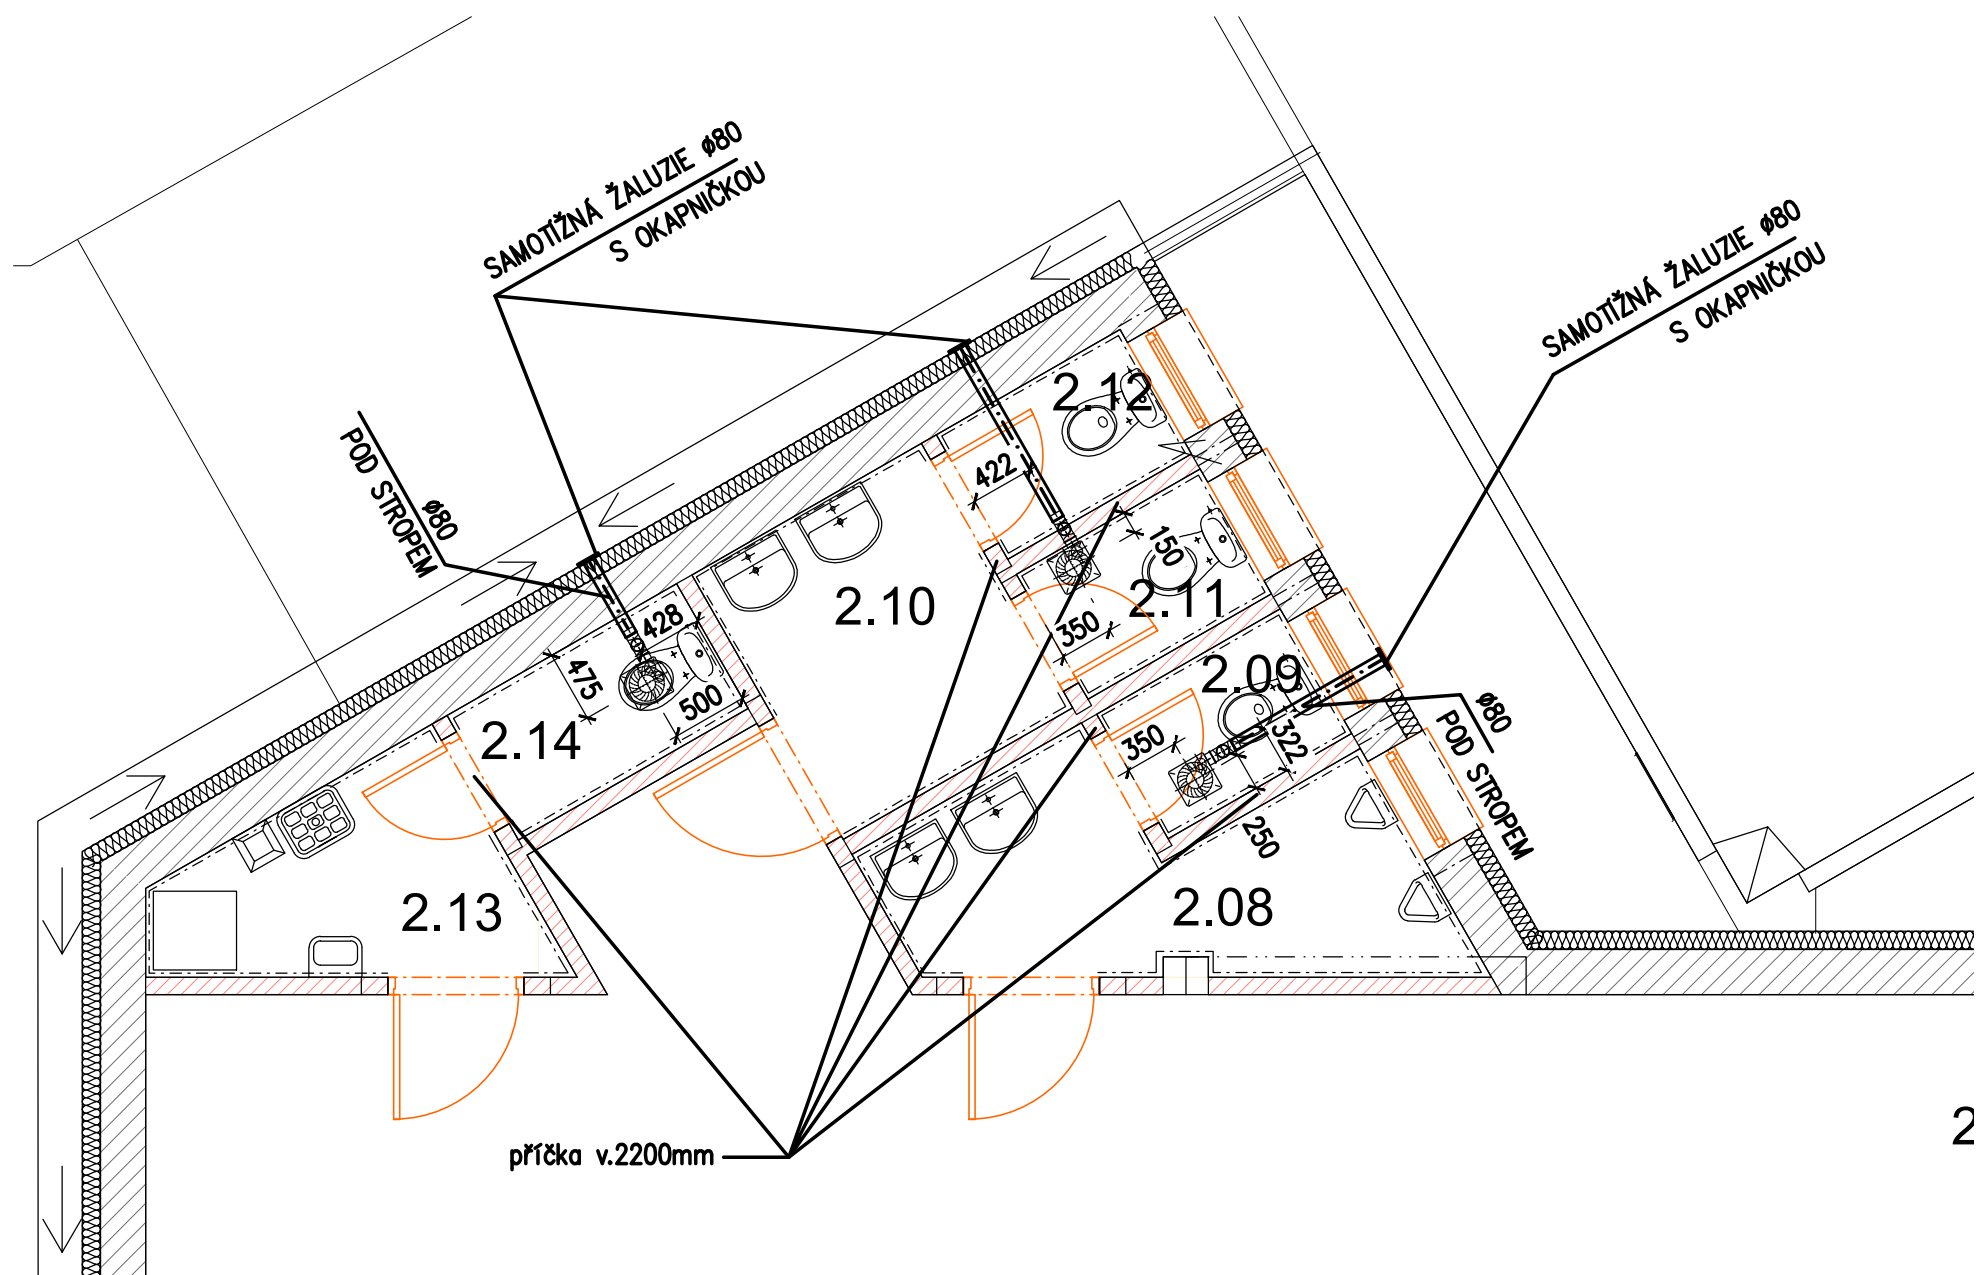 SAMOTÍŽNÁ ŽALUZIE ø80
S OKAPNIČKOU
SAMOTÍŽNÁ ŽALUZIE ø80
S OKAPNIČKOU
ø80
POD STROPEM
2.12
422
150
2.10
2.11
350
428
475
500
2.14
2.09
350
322
250
ø80
POD STROPEM
2.13
2.08
příčka v.2200mm
2